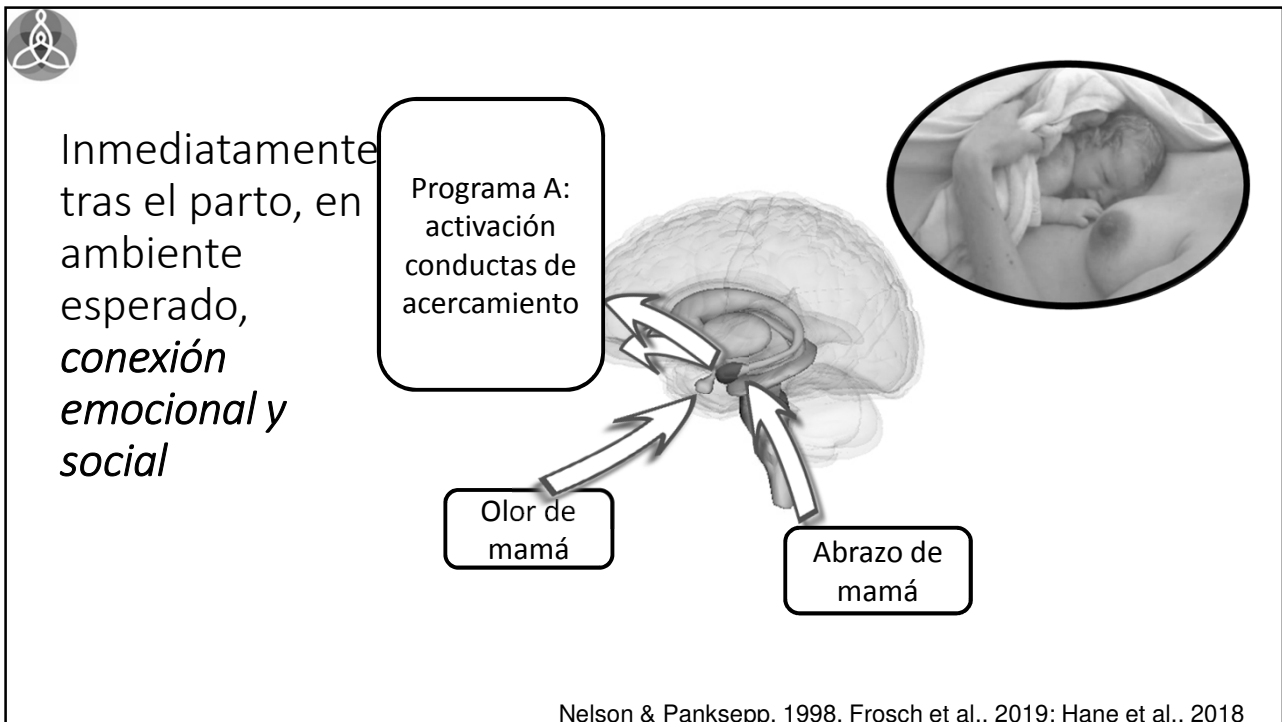 Inmediatamente
tras el parto, en
ambiente
esperado,
conexión
emocional y
social
Programa A:
activación
conductas de
acercamiento
Olor de
mamá
Abrazo de
mamá
Nelson & Panksepp, 1998, Frosch et al., 2019; Hane et al., 2018